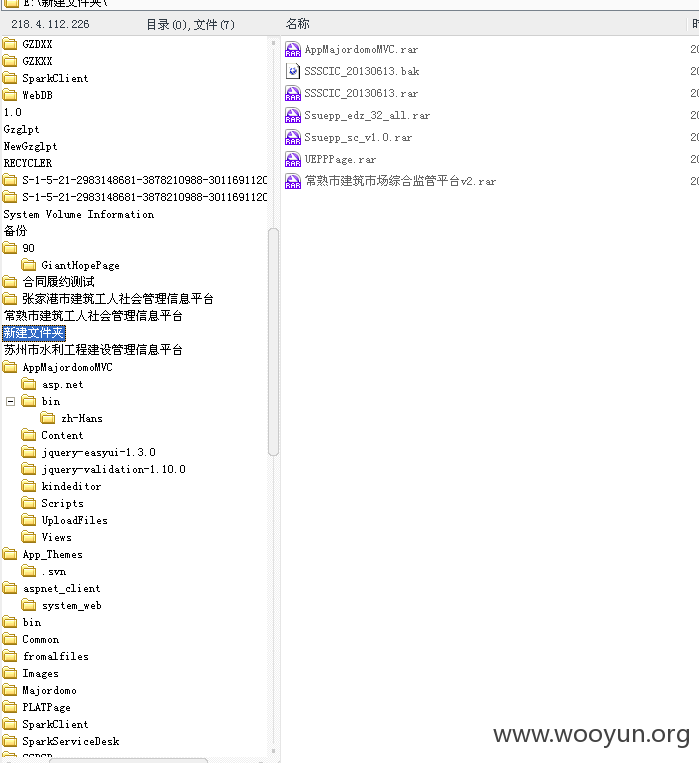 E:\新建文件夹\
218.4.112.226 目录(0),文件(7) 名称
GZDXX
GZKXX
SparkClient
WebDB
1.0
Gzglpt
NewGzglpt
RECYCLER
S-1-5-21-2983148681-3878210988-3011691120
S-1-5-21-2983148681-3878210988-3011691120
System Volume Information
备份
90
GiantHopePage
合同履约测试
张家港市建筑工人社会管理信息平台
常熟市建筑工人社会管理信息平台
新建文件夹
苏州市水利工程建设管理信息平台
AppMajordomoMVC
asp.net
bin
zh-Hans
Content
jquery-easyui-1.3.0
jquery-validation-1.10.0
kindeditor
Scripts
UploadFiles
Views
App_Themes
.svn
aspnet_client
system_web
bin
Common
fromalfiles
Images
Majordomo
PLATPage
SparkClient
SparkServiceDesk
AppMajordomoMVC.rar
SSSCIC_20130613.bak
SSSCIC_20130613.rar
Ssuepp_edz_32_all.rar
Ssuepp_sc_v1.0.rar
UEPPPage.rar
常熟市建筑市场综合监管平台v2.rar
www.wooyun.org